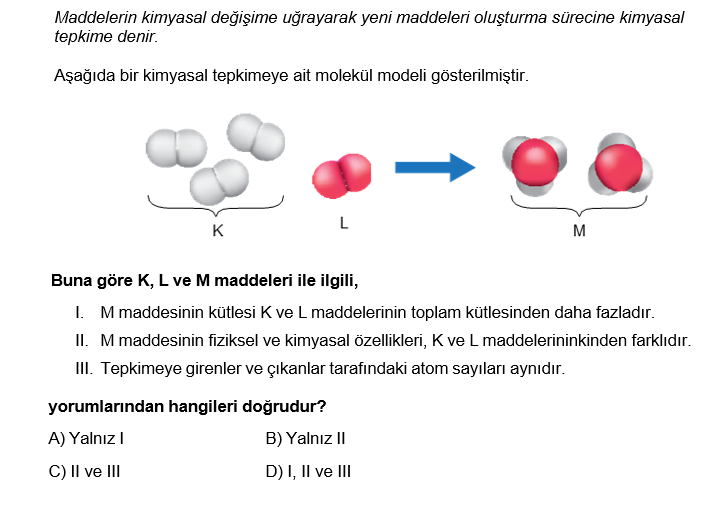 Maddelerin kimyasal değişime uğrayarak yeni maddeleri oluşturma sürecine kimyasal
tepkime denir.
Aşağıda bir kimyasal tepkimeye ait molekül modeli gösterilmiştir.
K
L
M
Buna göre K, L ve M maddeleri ile ilgili,
I. M maddesinin kütlesi K ve L maddelerinin toplam kütlesinden daha fazladır.
II. M maddesinin fiziksel ve kimyasal özellikleri, K ve L maddelerininkinden farklıdır.
III. Tepkimeye girenler ve çıkanlar tarafındaki atom sayıları aynıdır.
yorumlarından hangileri doğrudur?
A) Yalnız I B) Yalnız II
C) II ve III D) I, II ve III